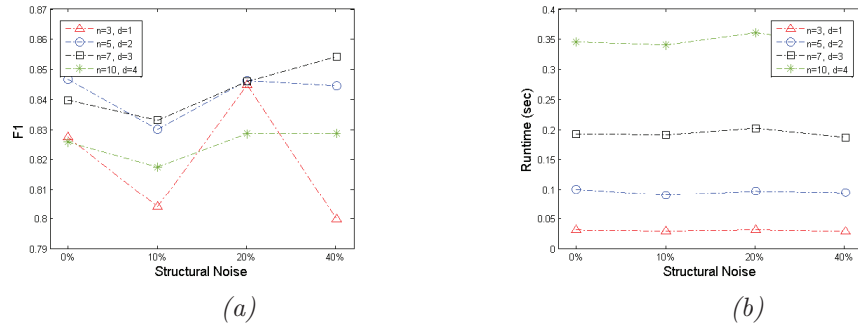 0.87
0.86
0.85
0.84
0.83
0.82
0.81
0.8
0.79
F1
n=3, d=1
n=5, d=2
n=7, d=3
n=10, d=4
0% 10% 20% 40%
Structural Noise
(a)
0.4
0.35
0.3
0.25
0.2
0.15
0.1
0.05
0
Runtime (sec)
n=3, d=1
n=5, d=2
n=7, d=3
n=10, d=4
0% 10% 20% 40%
Structural Noise
(b)